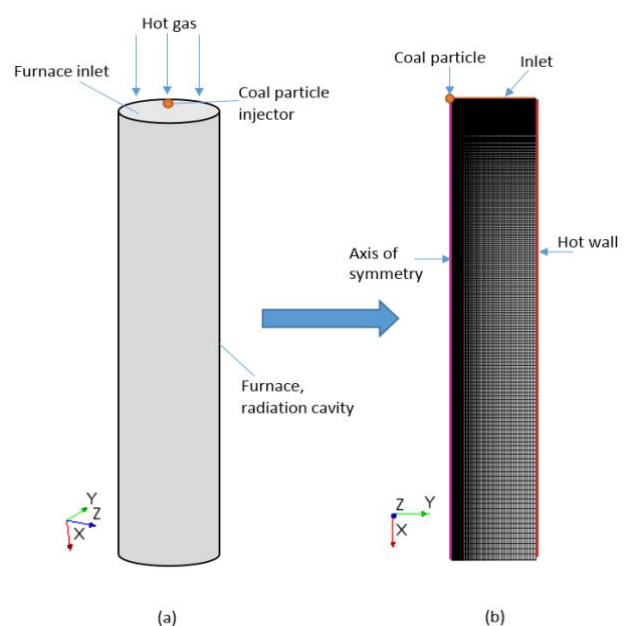 Hot gas
Furnace inlet
Coal particle
injector
Furnace,
radiation cavity
Y
Z
X
(a)
Coal particle
Inlet
Axis of
symmetry
Hot wall
Z
Y
X
(b)